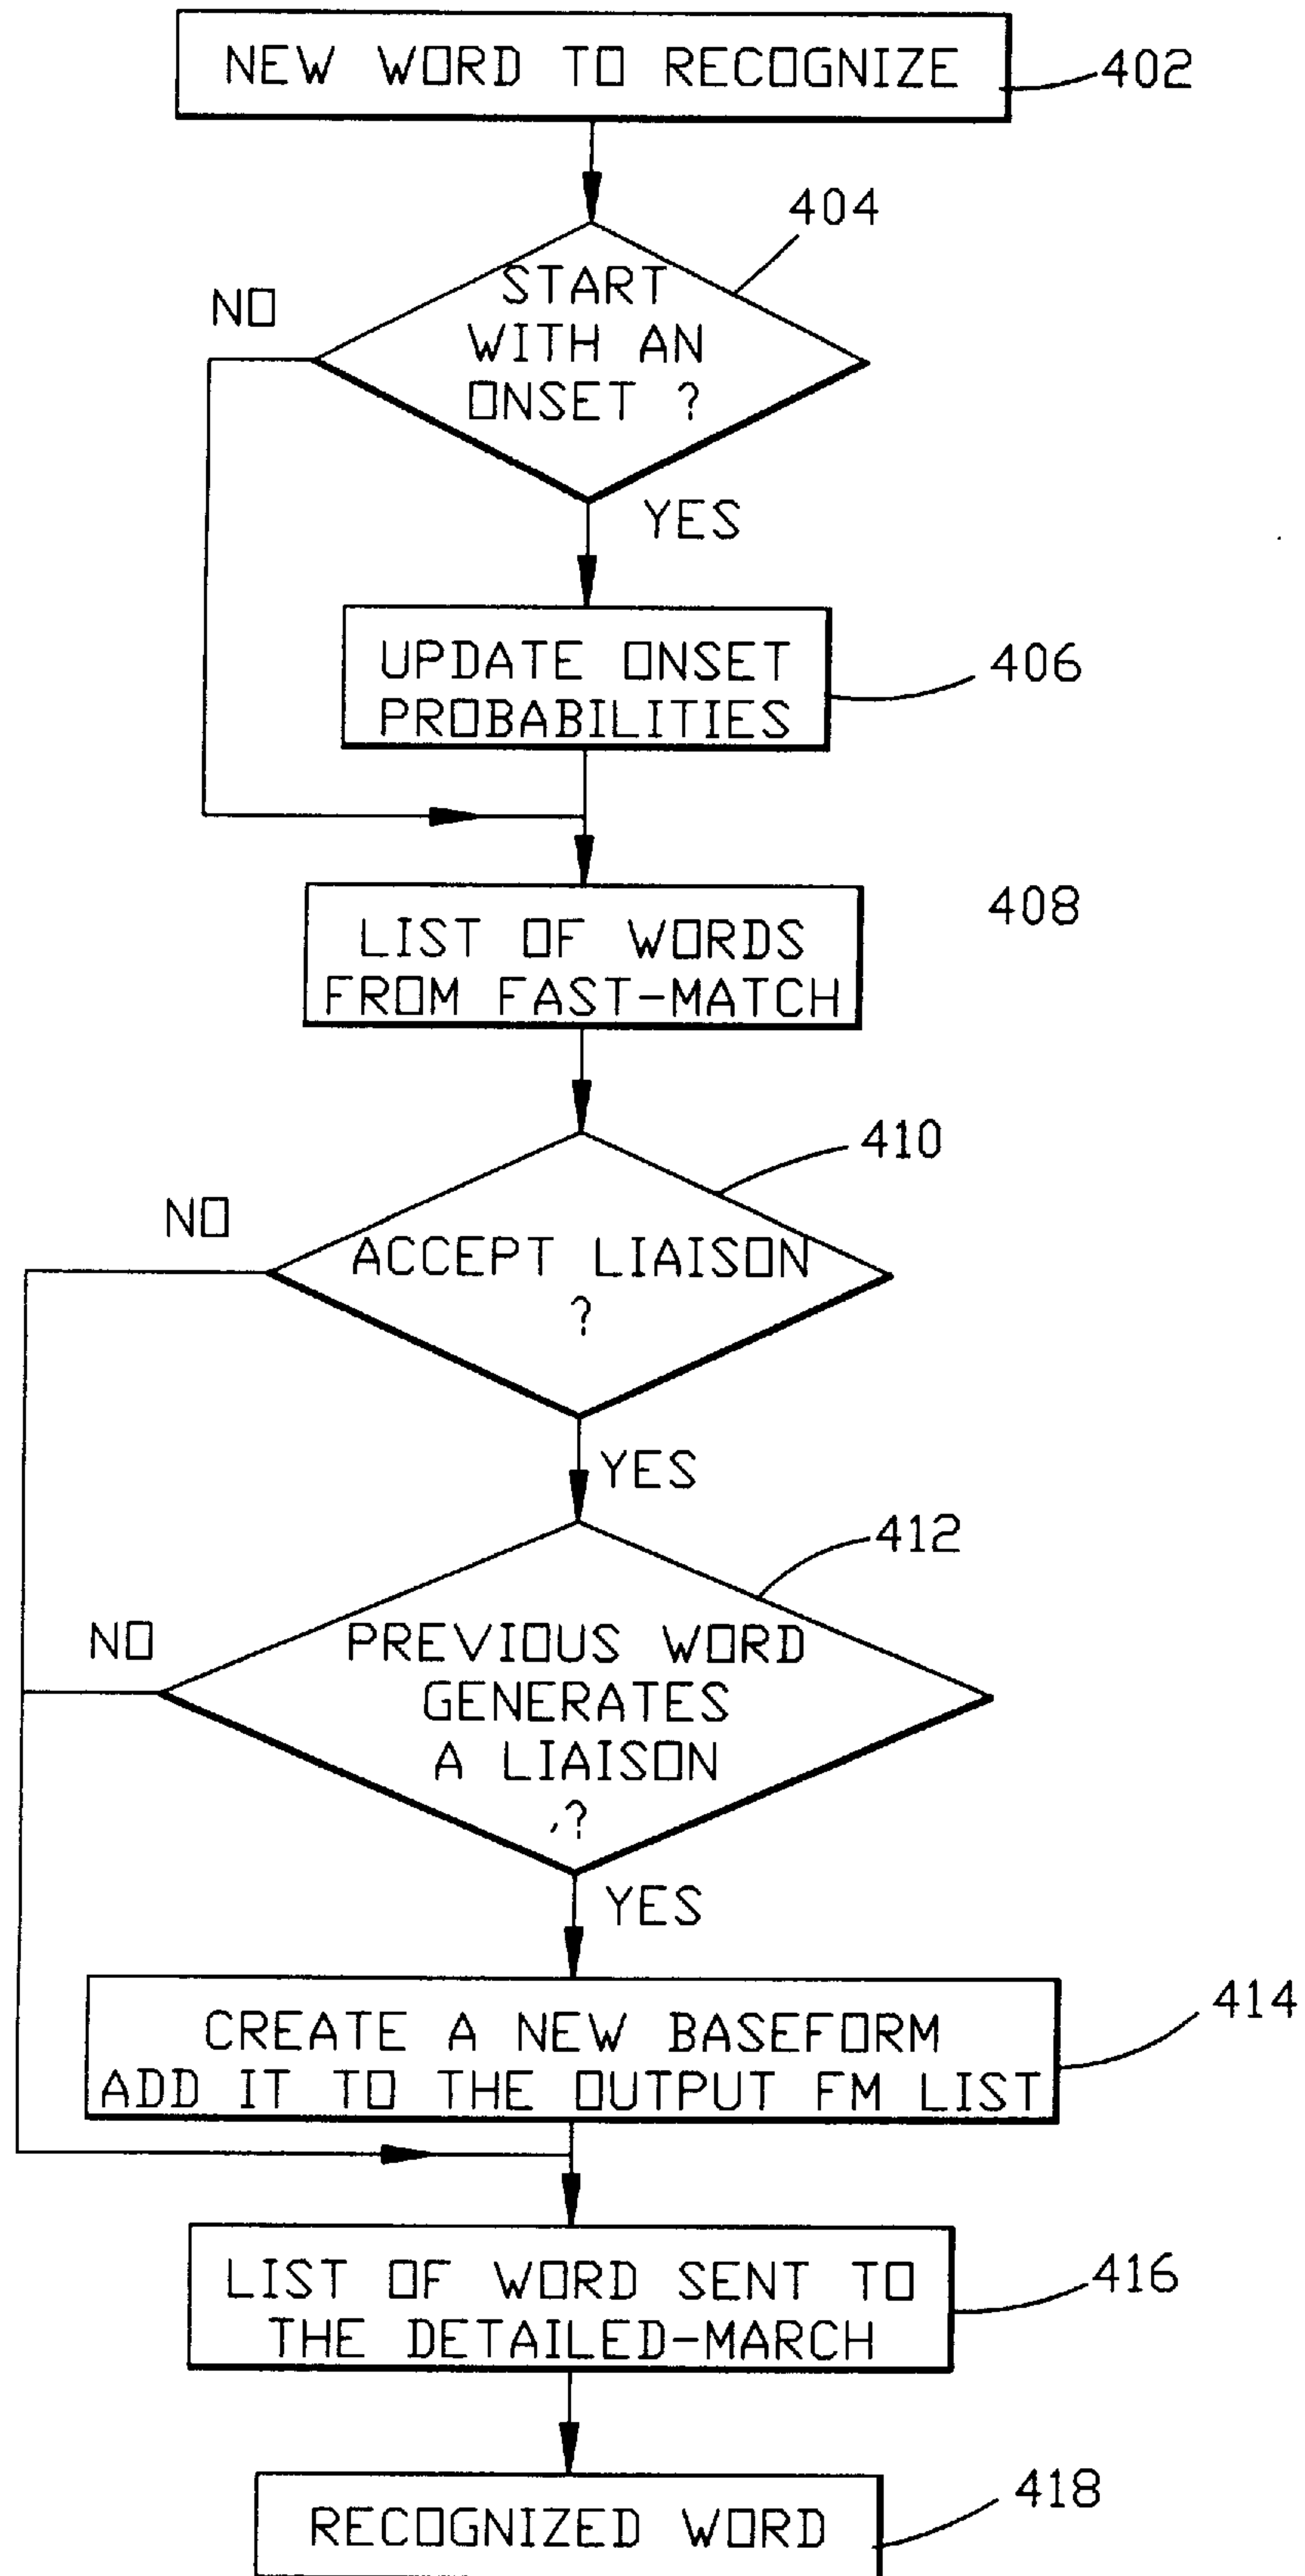 NEW WORD TO RECOGNIZE
402
404
START
WITH AN
ONSET ?
NO
YES
UPDATE ONSET
PROBABILITIES
406
LIST OF WORDS
FROM FAST-MATCH
408
410
NO
ACCEPT LIAISON
?
YES
412
NO
PREVIOUS WORD
GENERATES
A LIAISON
?
YES
CREATE A NEW BASEFORM
ADD IT TO THE OUTPUT FM LIST
414
LIST OF WORD SENT TO
THE DETAILED-MARCH
416
RECOGNIZED WORD
418